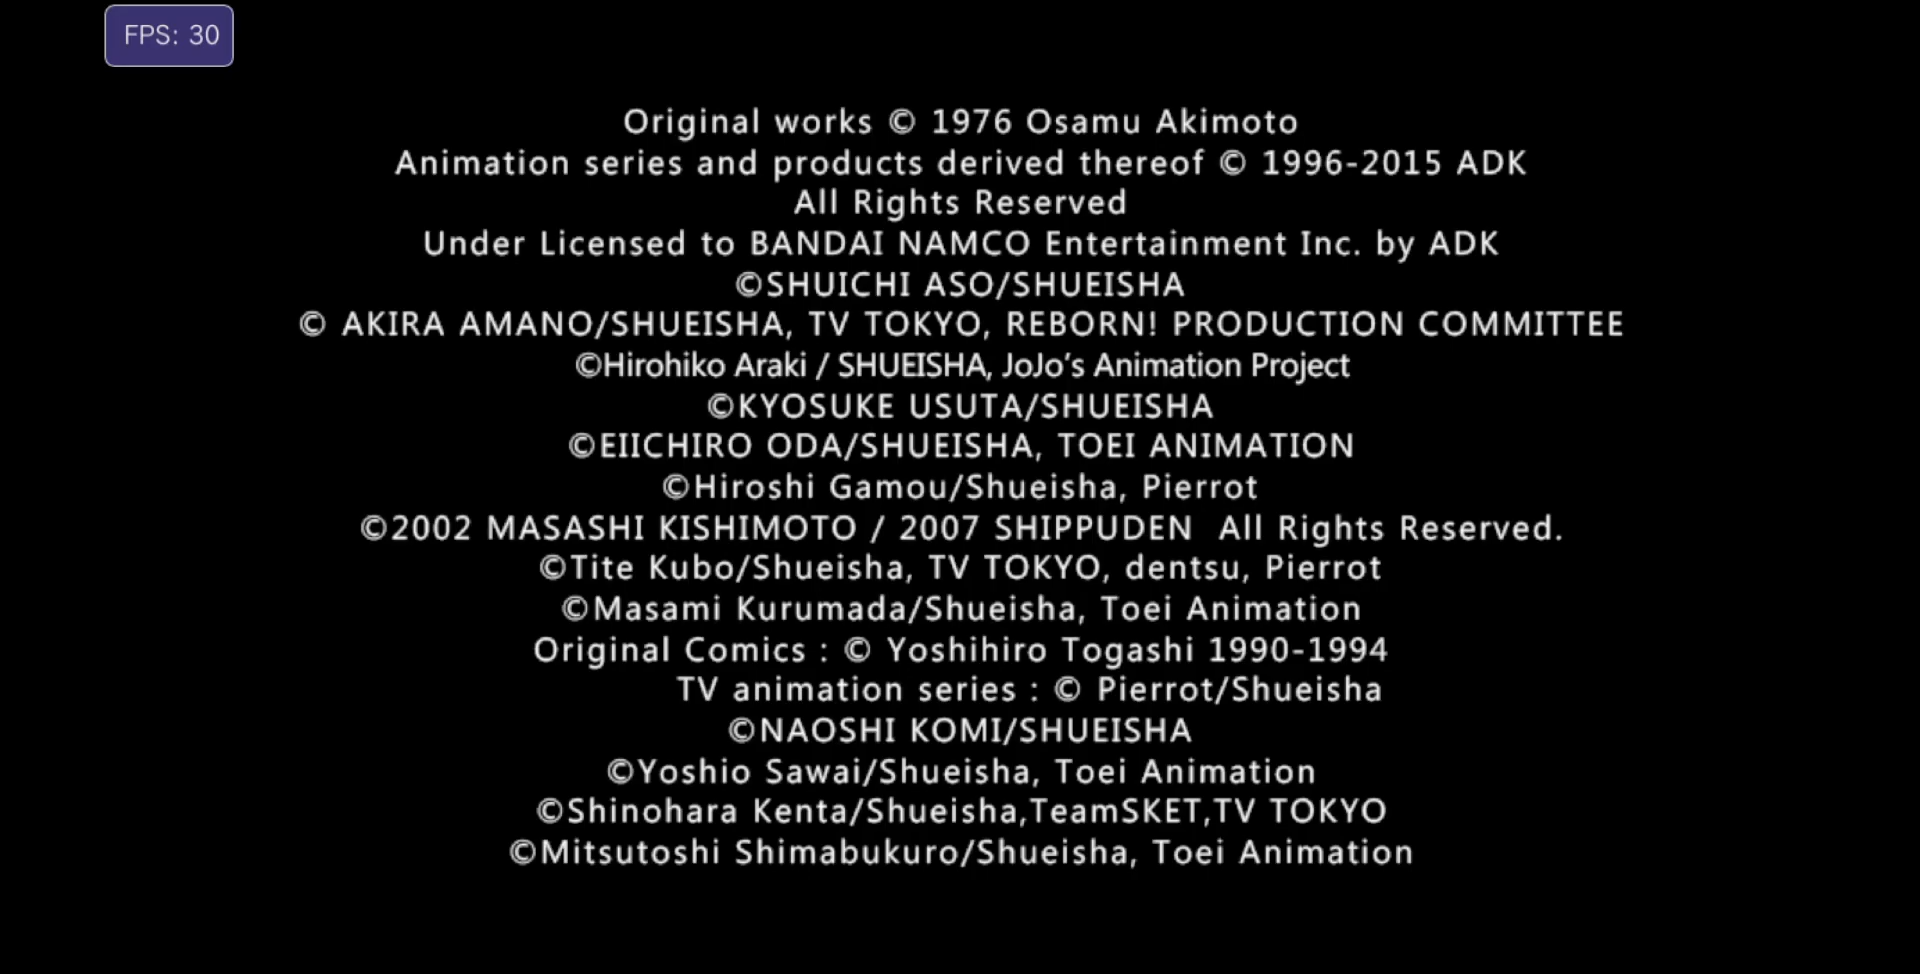 FPS: 30
Original works © 1976 Osamu Akimoto
Animation series and products derived thereof © 1996-2015 ADK
All Rights Reserved
Under Licensed to BANDAI NAMCO Entertainment Inc. by ADK
©SHUICHI ASO/SHUEISHA
© AKIRA AMANO/SHUEISHA, TV TOKYO, REBORN! PRODUCTION COMMITTEE
©Hirohiko Araki / SHUEISHA, JoJo's Animation Project
©KYOSUKE USUTA/SHUEISHA
©EIICHIRO ODA/SHUEISHA, TOEI ANIMATION
©Hiroshi Gamou/Shueisha, Pierrot
©2002 MASASHI KISHIMOTO / 2007 SHIPPUDEN  All Rights Reserved.
©Tite Kubo/Shueisha, TV TOKYO, dentsu, Pierrot
©Masami Kurumada/Shueisha, Toei Animation
Original Comics : © Yoshihiro Togashi 1990-1994
TV animation series : © Pierrot/Shueisha
©NAOSHI KOMI/SHUEISHA
©Yoshio Sawai/Shueisha, Toei Animation
©Shinohara Kenta/Shueisha,TeamSKET,TV TOKYO
©Mitsutoshi Shimabukuro/Shueisha, Toei Animation